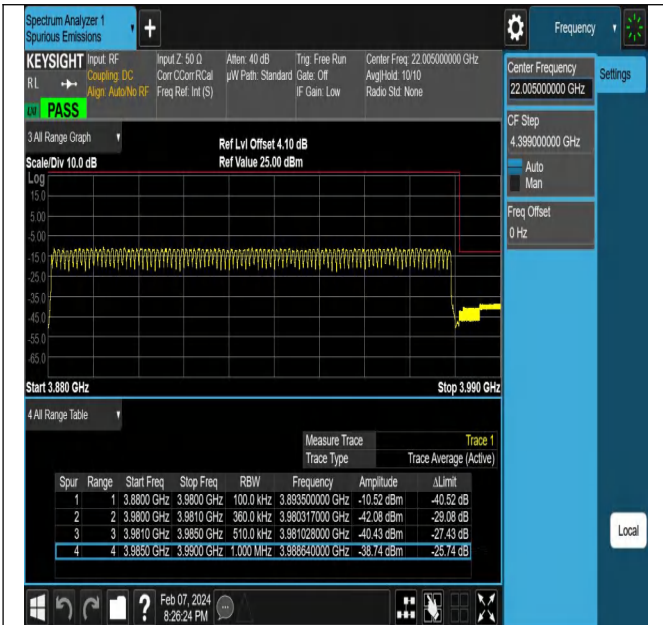 Spectrum Analyzer 1
Spurious Emissions
+
Frequency
KEYSIGHT Input: RF Input Z: 50 Ω Atten: 40 dB Trig: Free Run Center Freq: 22.005000000 GHz
RL Coupling: DC Corr CCorr RCal µW Path: Standard Gate: Off Avg|Hold: 10/10
Align: Auto/No RF Freq Ref: Int (S) IF Gain: Low Radio Std: None
LXI PASS
Center Frequency
22.005000000 GHz
Settings
CF Step
4.399000000 GHz
Auto
Man
Freq Offset
0 Hz
3 All Range Graph
Ref Lvl Offset 4.10 dB
Scale/Div 10.0 dB Ref Value 25.00 dBm
Log
15.0
5.00
-5.00
-15.0
-25.0
-35.0
-45.0
-55.0
-65.0
Start 3.880 GHz Stop 3.990 GHz
4 All Range Table
Measure Trace Trace 1
Trace Type Trace Average (Active)
Spur Range Start Freq Stop Freq RBW Frequency Amplitude ΔLimit
1 1 3.8800 GHz 3.9800 GHz 100.0 kHz 3.893500000 GHz -10.52 dBm -40.52 dB
2 2 3.9800 GHz 3.9810 GHz 360.0 kHz 3.980317000 GHz -42.08 dBm -29.08 dB
3 3 3.9810 GHz 3.9850 GHz 510.0 kHz 3.981028000 GHz -40.43 dBm -27.43 dB
4 4 3.9850 GHz 3.9900 GHz 1.000 MHz 3.988640000 GHz -38.74 dBm -25.74 dB
Local
? Feb 07, 2024
8:26:24 PM